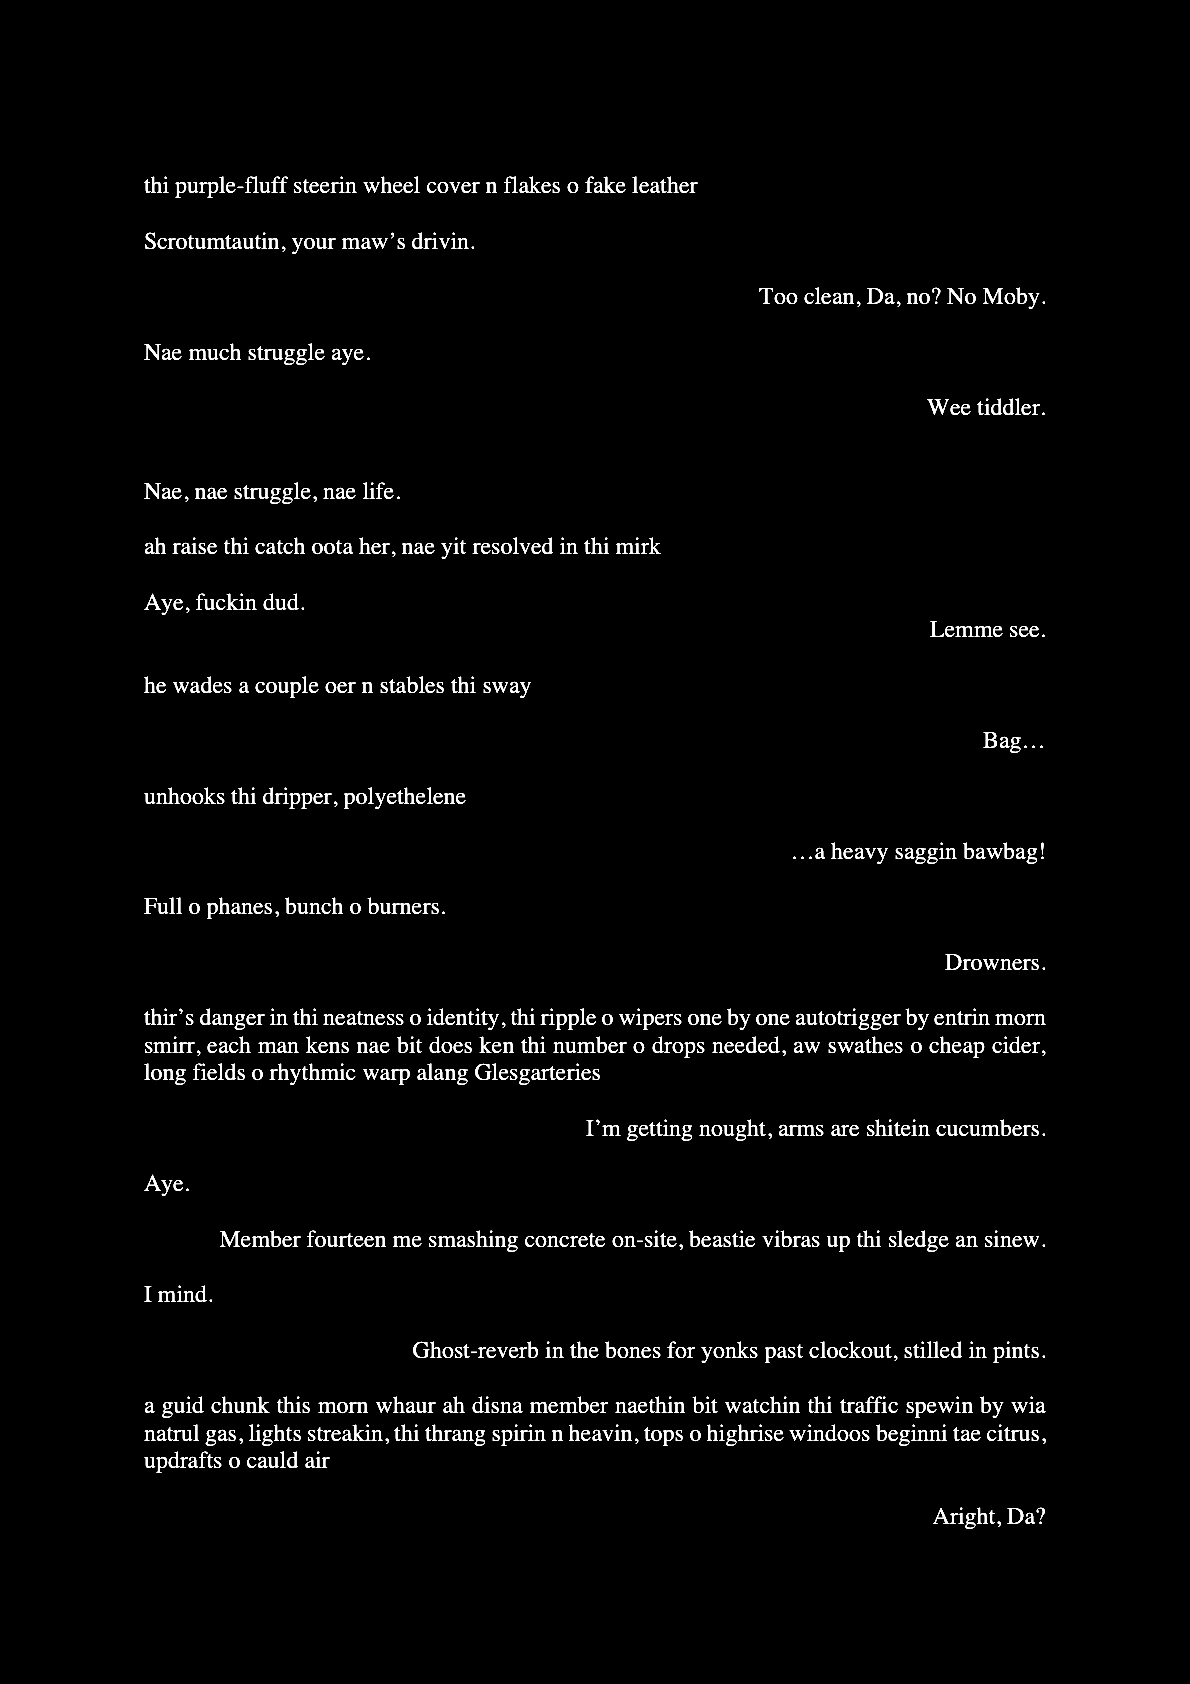 thi purple-fluff steerin wheel cover n flakes o fake leather
Scrotumtautin, your maw’s drivin.
Too clean, Da, no? No Moby.
Nae much struggle aye.
Wee tiddler.
Nae, nae struggle, nae life.
ah raise thi catch oota her, nae yit resolved in thi mirk
Aye, fuckin dud.
Lemme see.
he wades a couple oer n stables thi sway
Bag…
unhooks thi dripper, polyethelene
…a heavy saggin bawbag!
Full o phanes, bunch o burners.
Drowners.
thir’s danger in thi neatness o identity, thi ripple o wipers one by one autotrigger by entrin morn
smirr, each man kens nae bit does ken thi number o drops needed, aw swathes o cheap cider,
long fields o rhythmic warp alang Glesgarteries
I’m getting nought, arms are shitein cucumbers.
Aye.
Member fourteen me smashing concrete on-site, beastie vibras up thi sledge an sinew.
I mind.
Ghost-reverb in the bones for yonks past clockout, stilled in pints.
a guid chunk this morn whaur ah disna member naethin bit watchin thi traffic spewin by wia
natrul gas, lights streakin, thi thrang spirin n heavin, tops o highrise windoos beginni tae citrus,
updrafts o cauld air
Aright, Da?